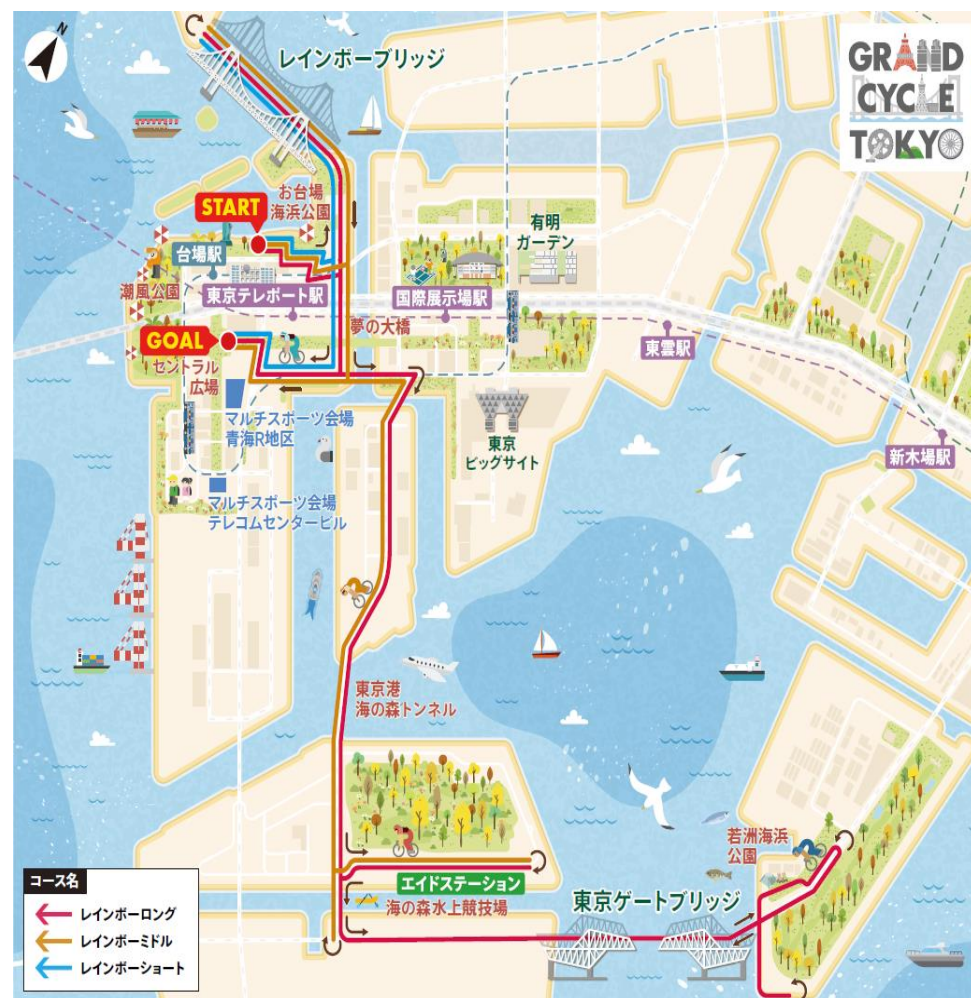 N
レインボーブリッジ
GRAND
CYCLE
TOKYO
START
お台場
海浜公園
台場駅
潮風公園
東京テレポート駅
有明
ガーデン
国際展示場駅
夢の大橋
東雲駅
GOAL
セントラル
広場
マルチスポーツ会場
青海R地区
東京
ビッグサイト
新木場駅
マルチスポーツ会場
テレコムセンタービル
東京港
海の森トンネル
若洲海浜
公園
エイドステーション
海の森水上競技場
東京ゲートブリッジ
コース名
レインボーロング
レインボーミドル
レインボーショート